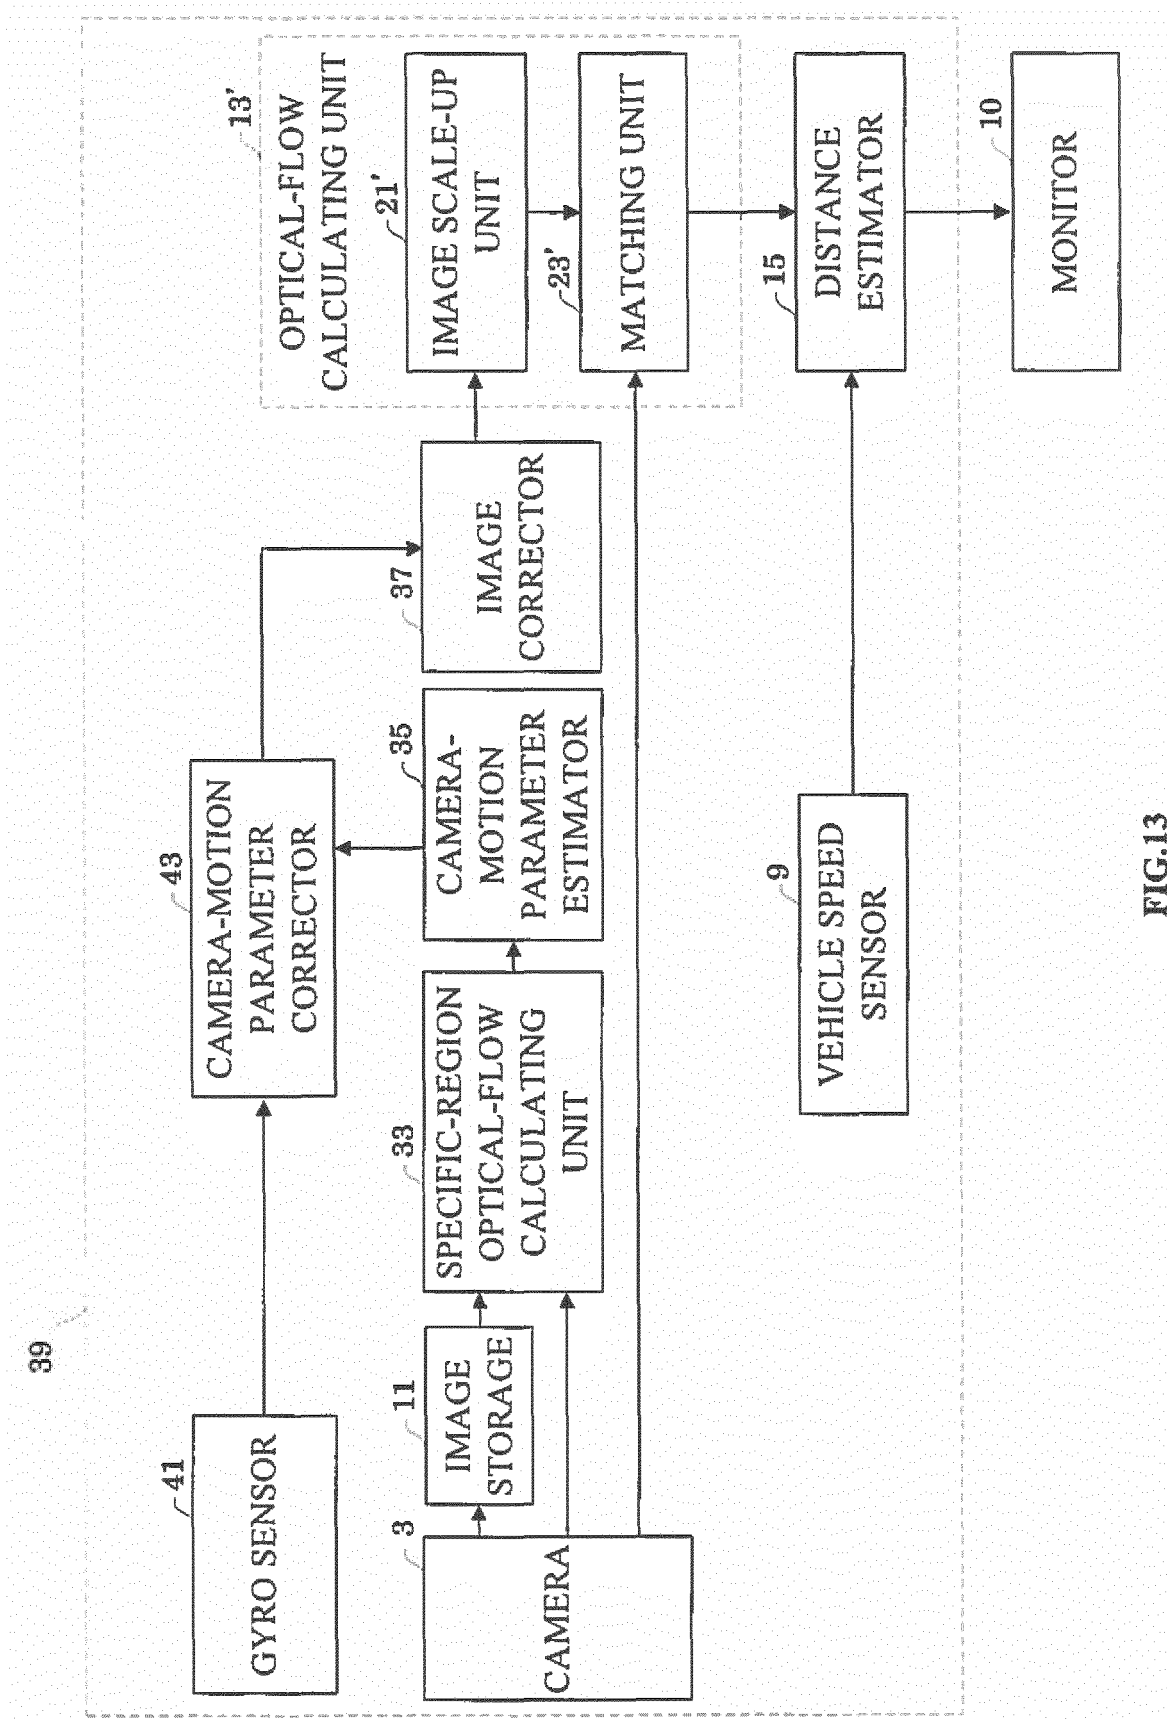 39
41
GYRO SENSOR
43
CAMERA-MOTION
PARAMETER
CORRECTOR
13'
OPTICAL-FLOW
CALCULATING UNIT
3
CAMERA
11
IMAGE
STORAGE
33
SPECIFIC-REGION
OPTICAL-FLOW
CALCULATING
UNIT
35
CAMERA-
MOTION
PARAMETER
ESTIMATOR
37
IMAGE
CORRECTOR
21'
IMAGE SCALE-UP
UNIT
23'
MATCHING UNIT
9
VEHICLE SPEED
SENSOR
15
DISTANCE
ESTIMATOR
10
MONITOR
FIG.13